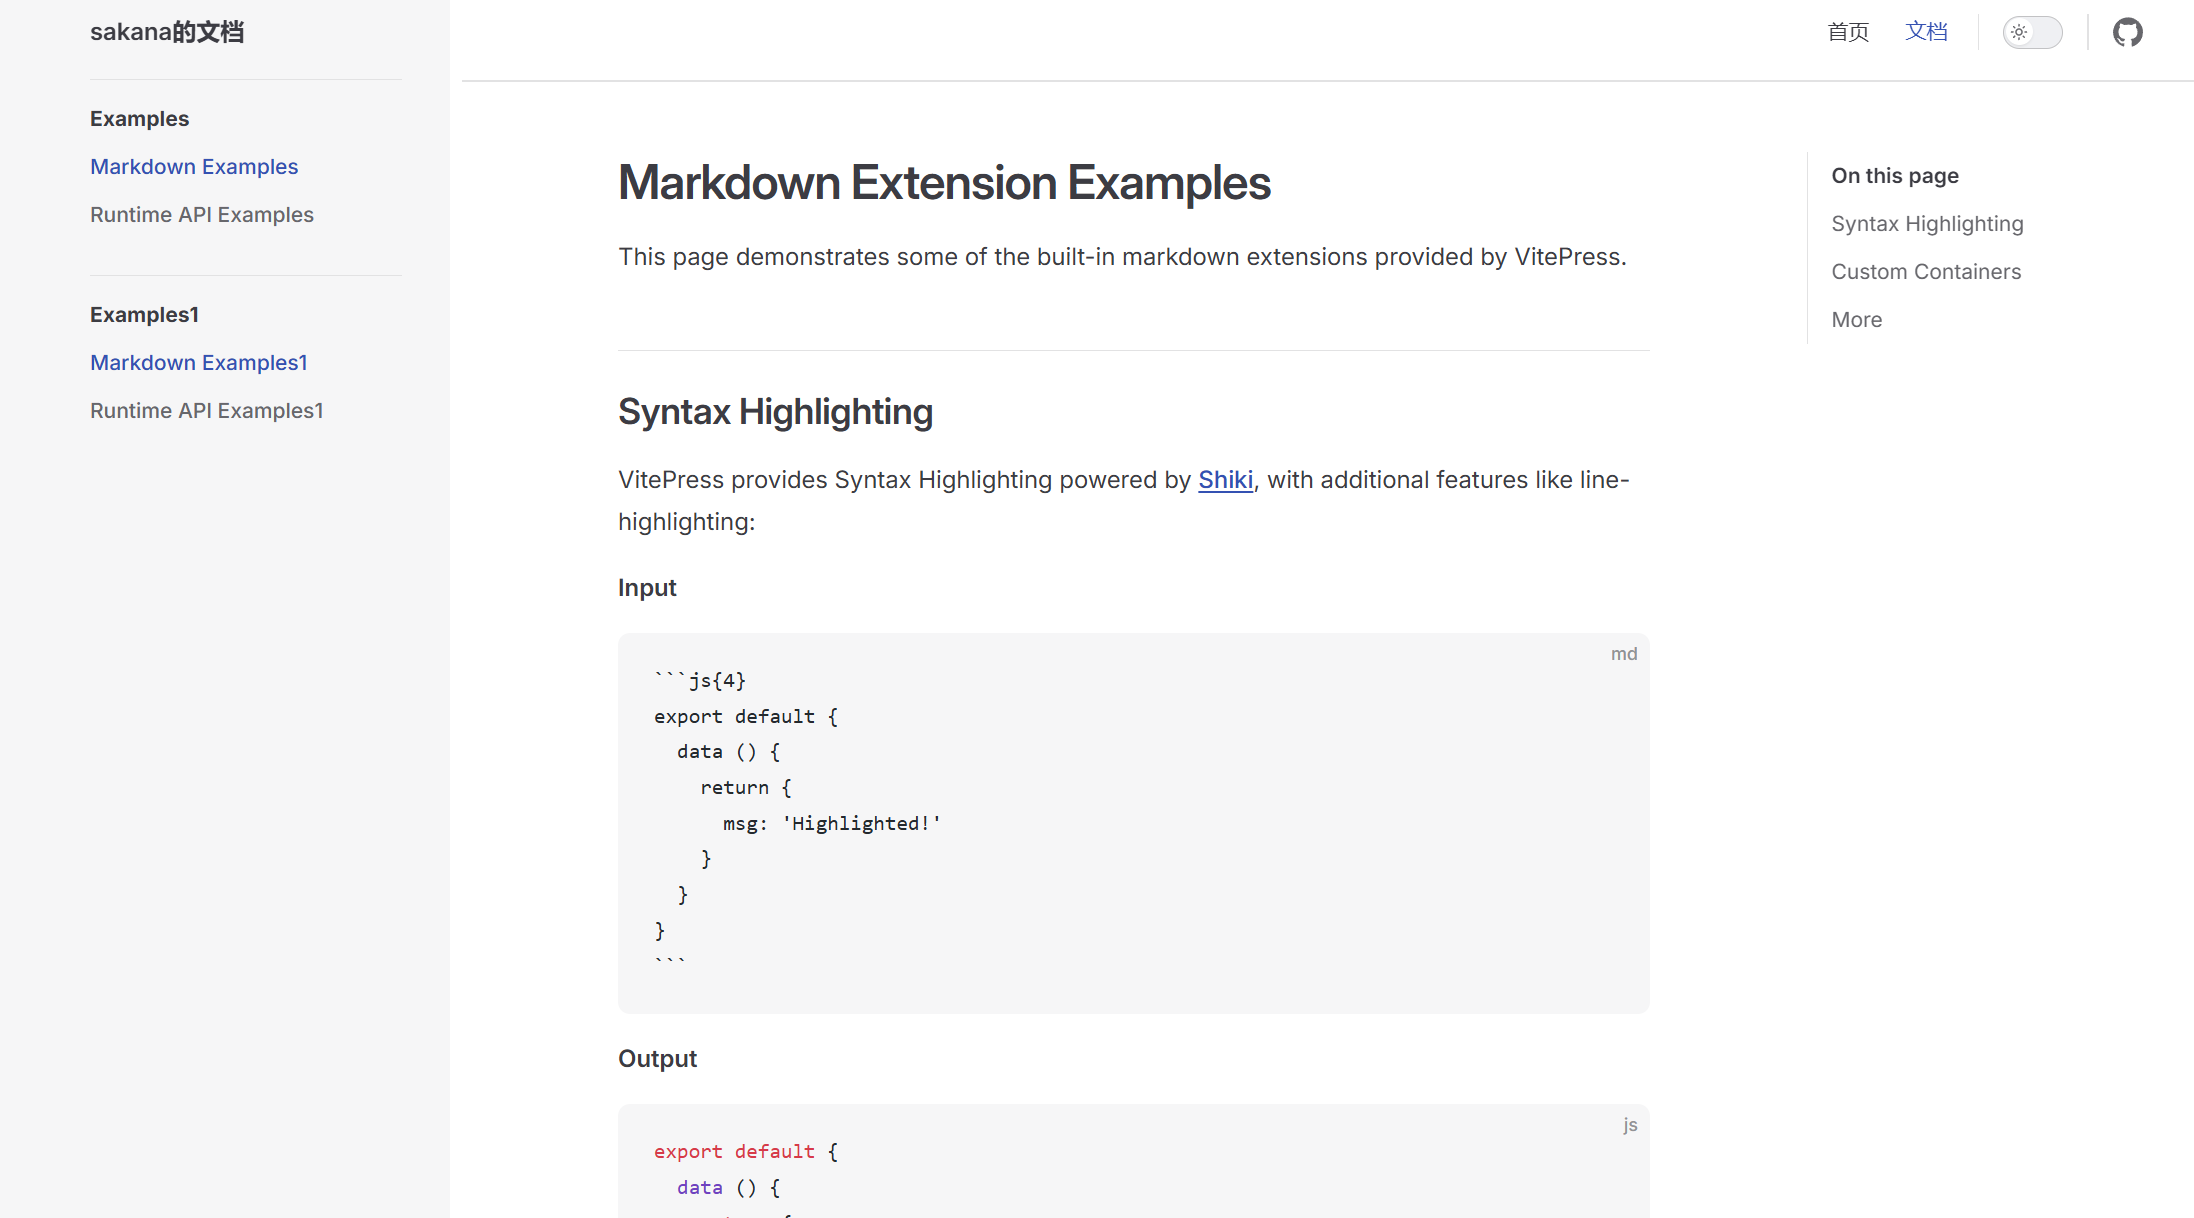 sakana的文档
首页
文档
Examples
Markdown Examples
Runtime API Examples
Examples1
Markdown Examples1
Runtime API Examples1
Markdown Extension Examples
This page demonstrates some of the built-in markdown extensions provided by VitePress.
Syntax Highlighting
VitePress provides Syntax Highlighting powered by Shiki, with additional features like line-
highlighting:
Input
md
```js{4}
export default {
  data () {
    return {
      msg: 'Highlighted!'
    }
  }
}
```
Output
js
export default {
  data () {
On this page
Syntax Highlighting
Custom Containers
More